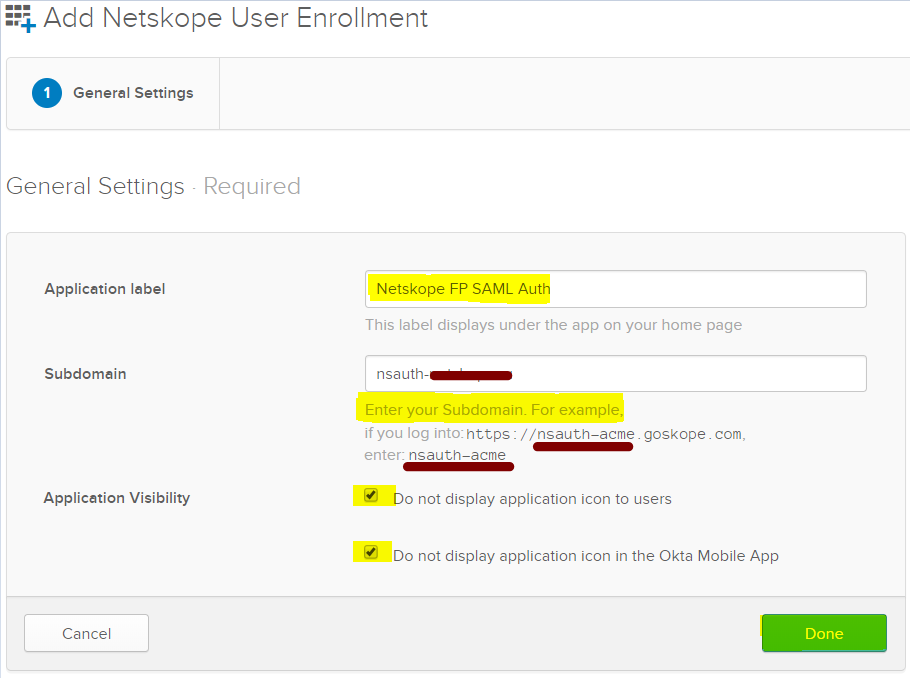 Add Netskope User Enrollment
1 General Settings
General Settings · Required
Application label
Netskope FP SAML Auth
This label displays under the app on your home page
Subdomain
nsauth-
Enter your Subdomain. For example,
if you log into: https://nsauth-acme.goskope.com,
enter: nsauth-acme
Application Visibility
Do not display application icon to users
Do not display application icon in the Okta Mobile App
Cancel
Done